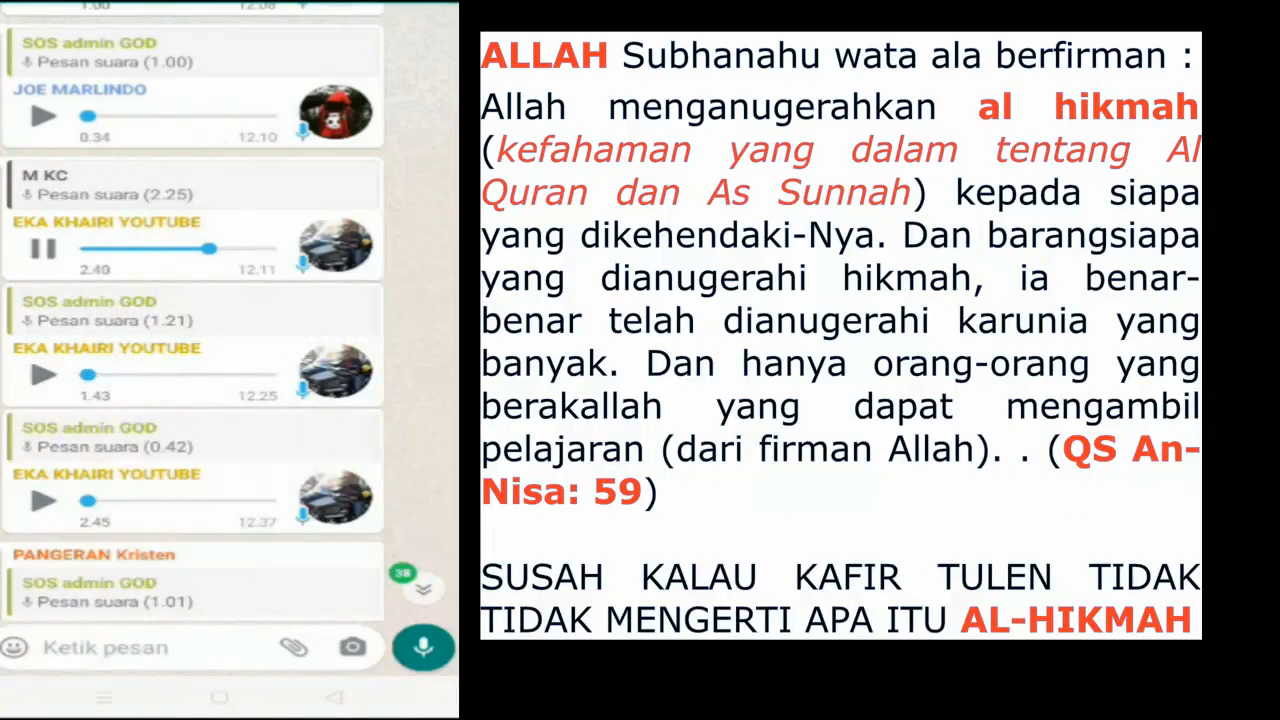 1.00 12.08
SOS admin GOD
Pesan suara (1.00)
JOE MARLINDO
0.34 12.10
M KC
Pesan suara (2.25)
EKA KHAIRI YOUTUBE
2.40 12.11
SOS admin GOD
Pesan suara (1.21)
EKA KHAIRI YOUTUBE
1.43 12.25
SOS admin GOD
Pesan suara (0.42)
EKA KHAIRI YOUTUBE
2.45 12.37
PANGERAN Kristen
SOS admin GOD
Pesan suara (1.01)
38
Ketik pesan
ALLAH Subhanahu wata ala berfirman :
Allah menganugerahkan al hikmah
(kefahaman yang dalam tentang Al
Quran dan As Sunnah) kepada siapa
yang dikehendaki-Nya. Dan barangsiapa
yang dianugerahi hikmah, ia benar-
benar telah dianugerahi karunia yang
banyak. Dan hanya orang-orang yang
berakallah yang dapat mengambil
pelajaran (dari firman Allah). . (QS An-
Nisa: 59)
SUSAH KALAU KAFIR TULEN TIDAK
TIDAK MENGERTI APA ITU AL-HIKMAH